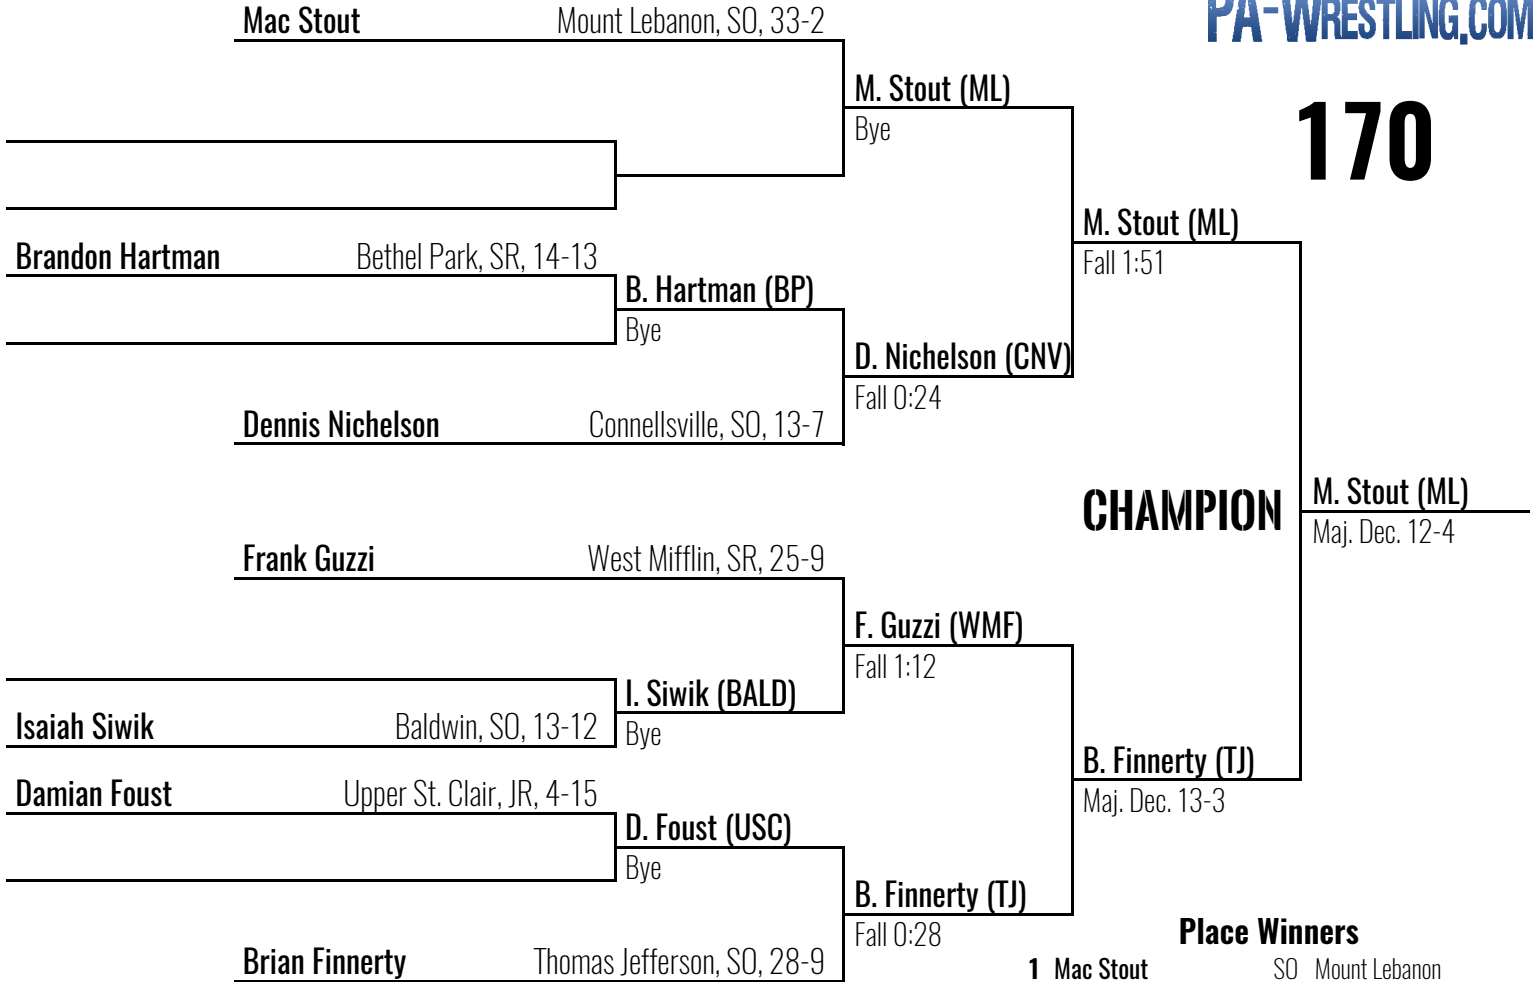 Mac Stout Mount Lebanon, SO, 33-2
PA-WRESTLING.COM
M. Stout (ML)
Bye
170
M. Stout (ML)
Fall 1:51
Brandon Hartman Bethel Park, SR, 14-13
B. Hartman (BP)
Bye
D. Nichelson (CNV)
Fall 0:24
Dennis Nichelson Connellsville, SO, 13-7
CHAMPION
M. Stout (ML)
Maj. Dec. 12-4
Frank Guzzi West Mifflin, SR, 25-9
F. Guzzi (WMF)
Fall 1:12
I. Siwik (BALD)
Bye
Isaiah Siwik Baldwin, SO, 13-12
B. Finnerty (TJ)
Maj. Dec. 13-3
Damian Foust Upper St. Clair, JR, 4-15
D. Foust (USC)
Bye
B. Finnerty (TJ)
Fall 0:28
Brian Finnerty Thomas Jefferson, SO, 28-9
Place Winners
1 Mac Stout SO Mount Lebanon